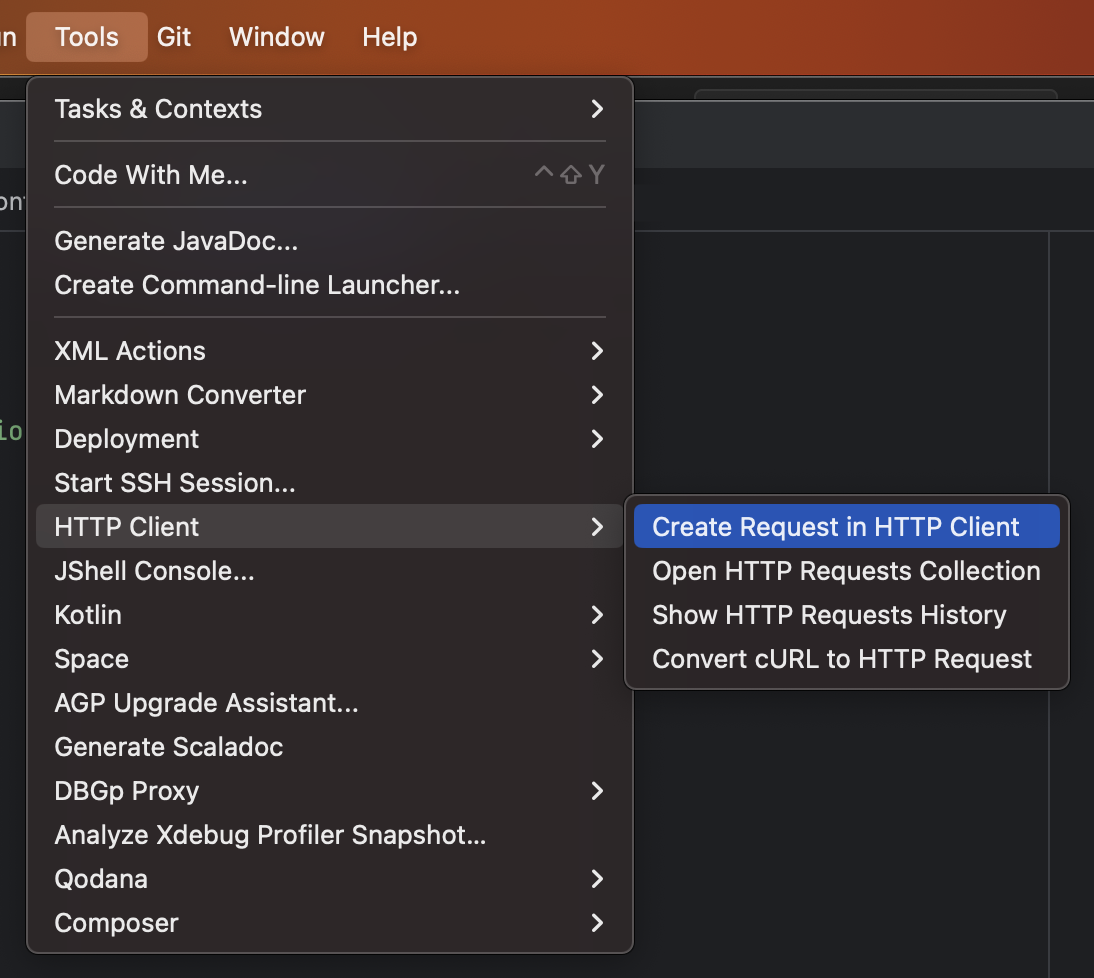 Tools Git Window Help
Tasks & Contexts
Code With Me... ^⇧Y
Generate JavaDoc...
Create Command-line Launcher...
XML Actions
Markdown Converter
Deployment
Start SSH Session...
HTTP Client
Create Request in HTTP Client
Open HTTP Requests Collection
Show HTTP Requests History
Convert cURL to HTTP Request
JShell Console...
Kotlin
Space
AGP Upgrade Assistant...
Generate Scaladoc
DBGp Proxy
Analyze Xdebug Profiler Snapshot...
Qodana
Composer